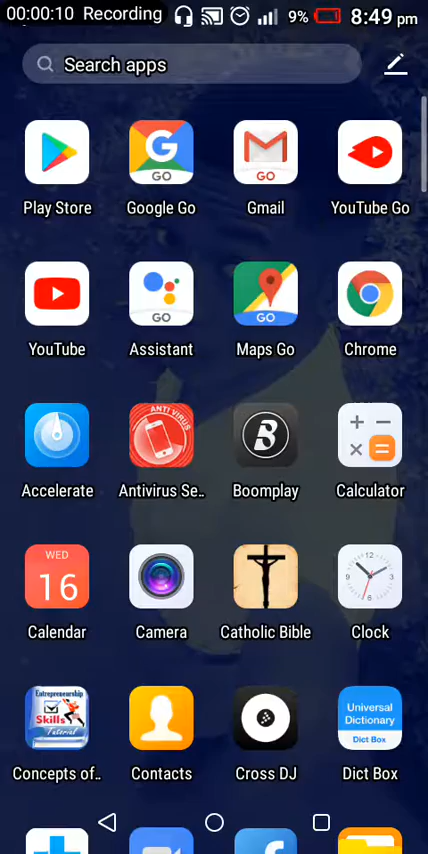 00:00:10 Recording 9% 8:49 pm
Search apps
GO GO
Play Store Google Go Gmail YouTube Go
GO GO
YouTube Assistant Maps Go Chrome
ANTI VIRUS
Accelerate Antivirus Se.. Boomplay Calculator
WED
16
Calendar Camera Catholic Bible Clock
Entrepreneurship
Skills
Tutorial
Universal
Dictionary
Dict Box
Concepts of.. Contacts Cross DJ Dict Box